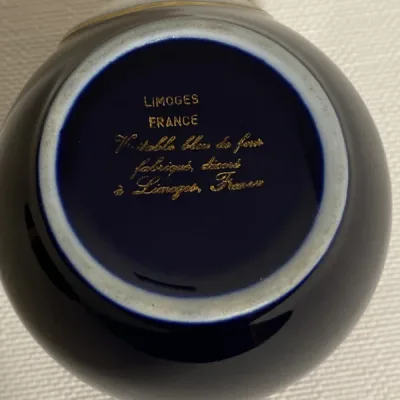 LIMOGES
FRANCE
Véritable bleu de four
fabriqué, décoré
à Limoges, France